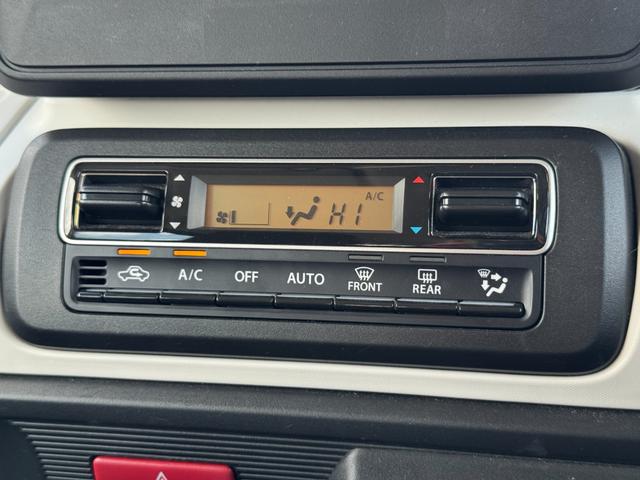 A/C
HI
A/C OFF AUTO FRONT REAR